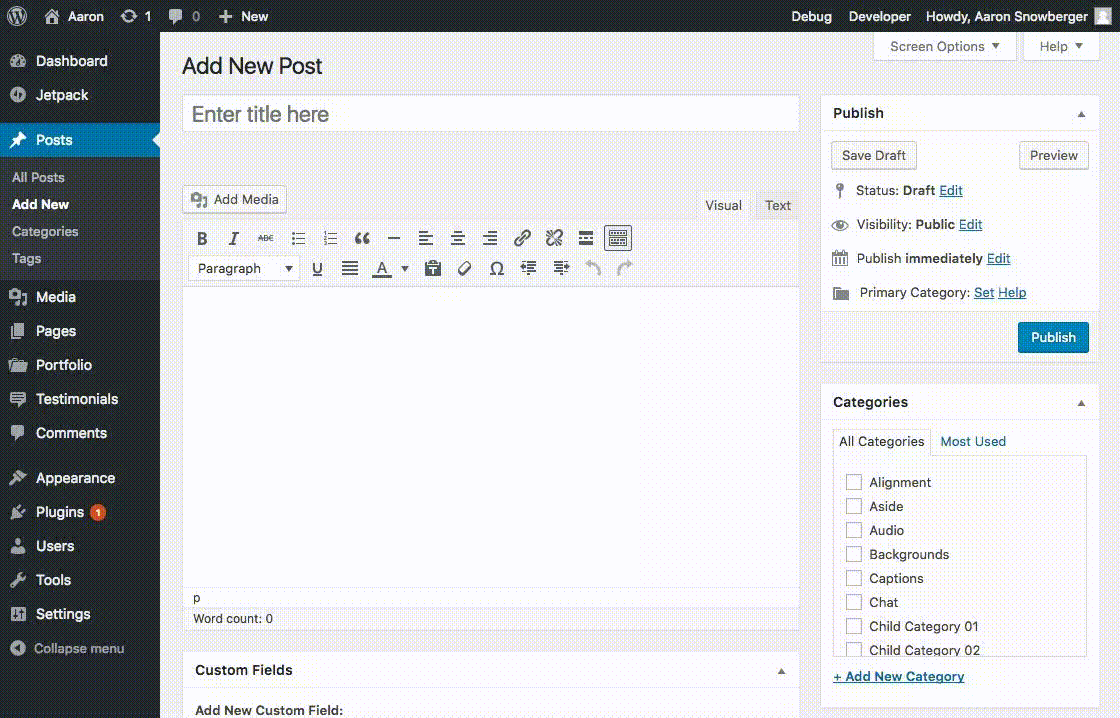 Aaron 1 0 New Debug Developer Howdy, Aaron Snowberger
Screen Options Help
Dashboard
Jetpack
Posts
All Posts
Add New
Categories
Tags
Media
Pages
Portfolio
Testimonials
Comments
Appearance
Plugins 1
Users
Tools
Settings
Collapse menu
Add New Post
Enter title here
Add Media
Visual Text
B I ABC
Paragraph U A Ω
p
Word count: 0
Custom Fields
Add New Custom Field:
Publish
Save Draft Preview
Status: Draft Edit
Visibility: Public Edit
Publish immediately Edit
Primary Category: Set Help
Publish
Categories
All Categories Most Used
Alignment
Aside
Audio
Backgrounds
Captions
Chat
Child Category 01
Child Category 02
+ Add New Category